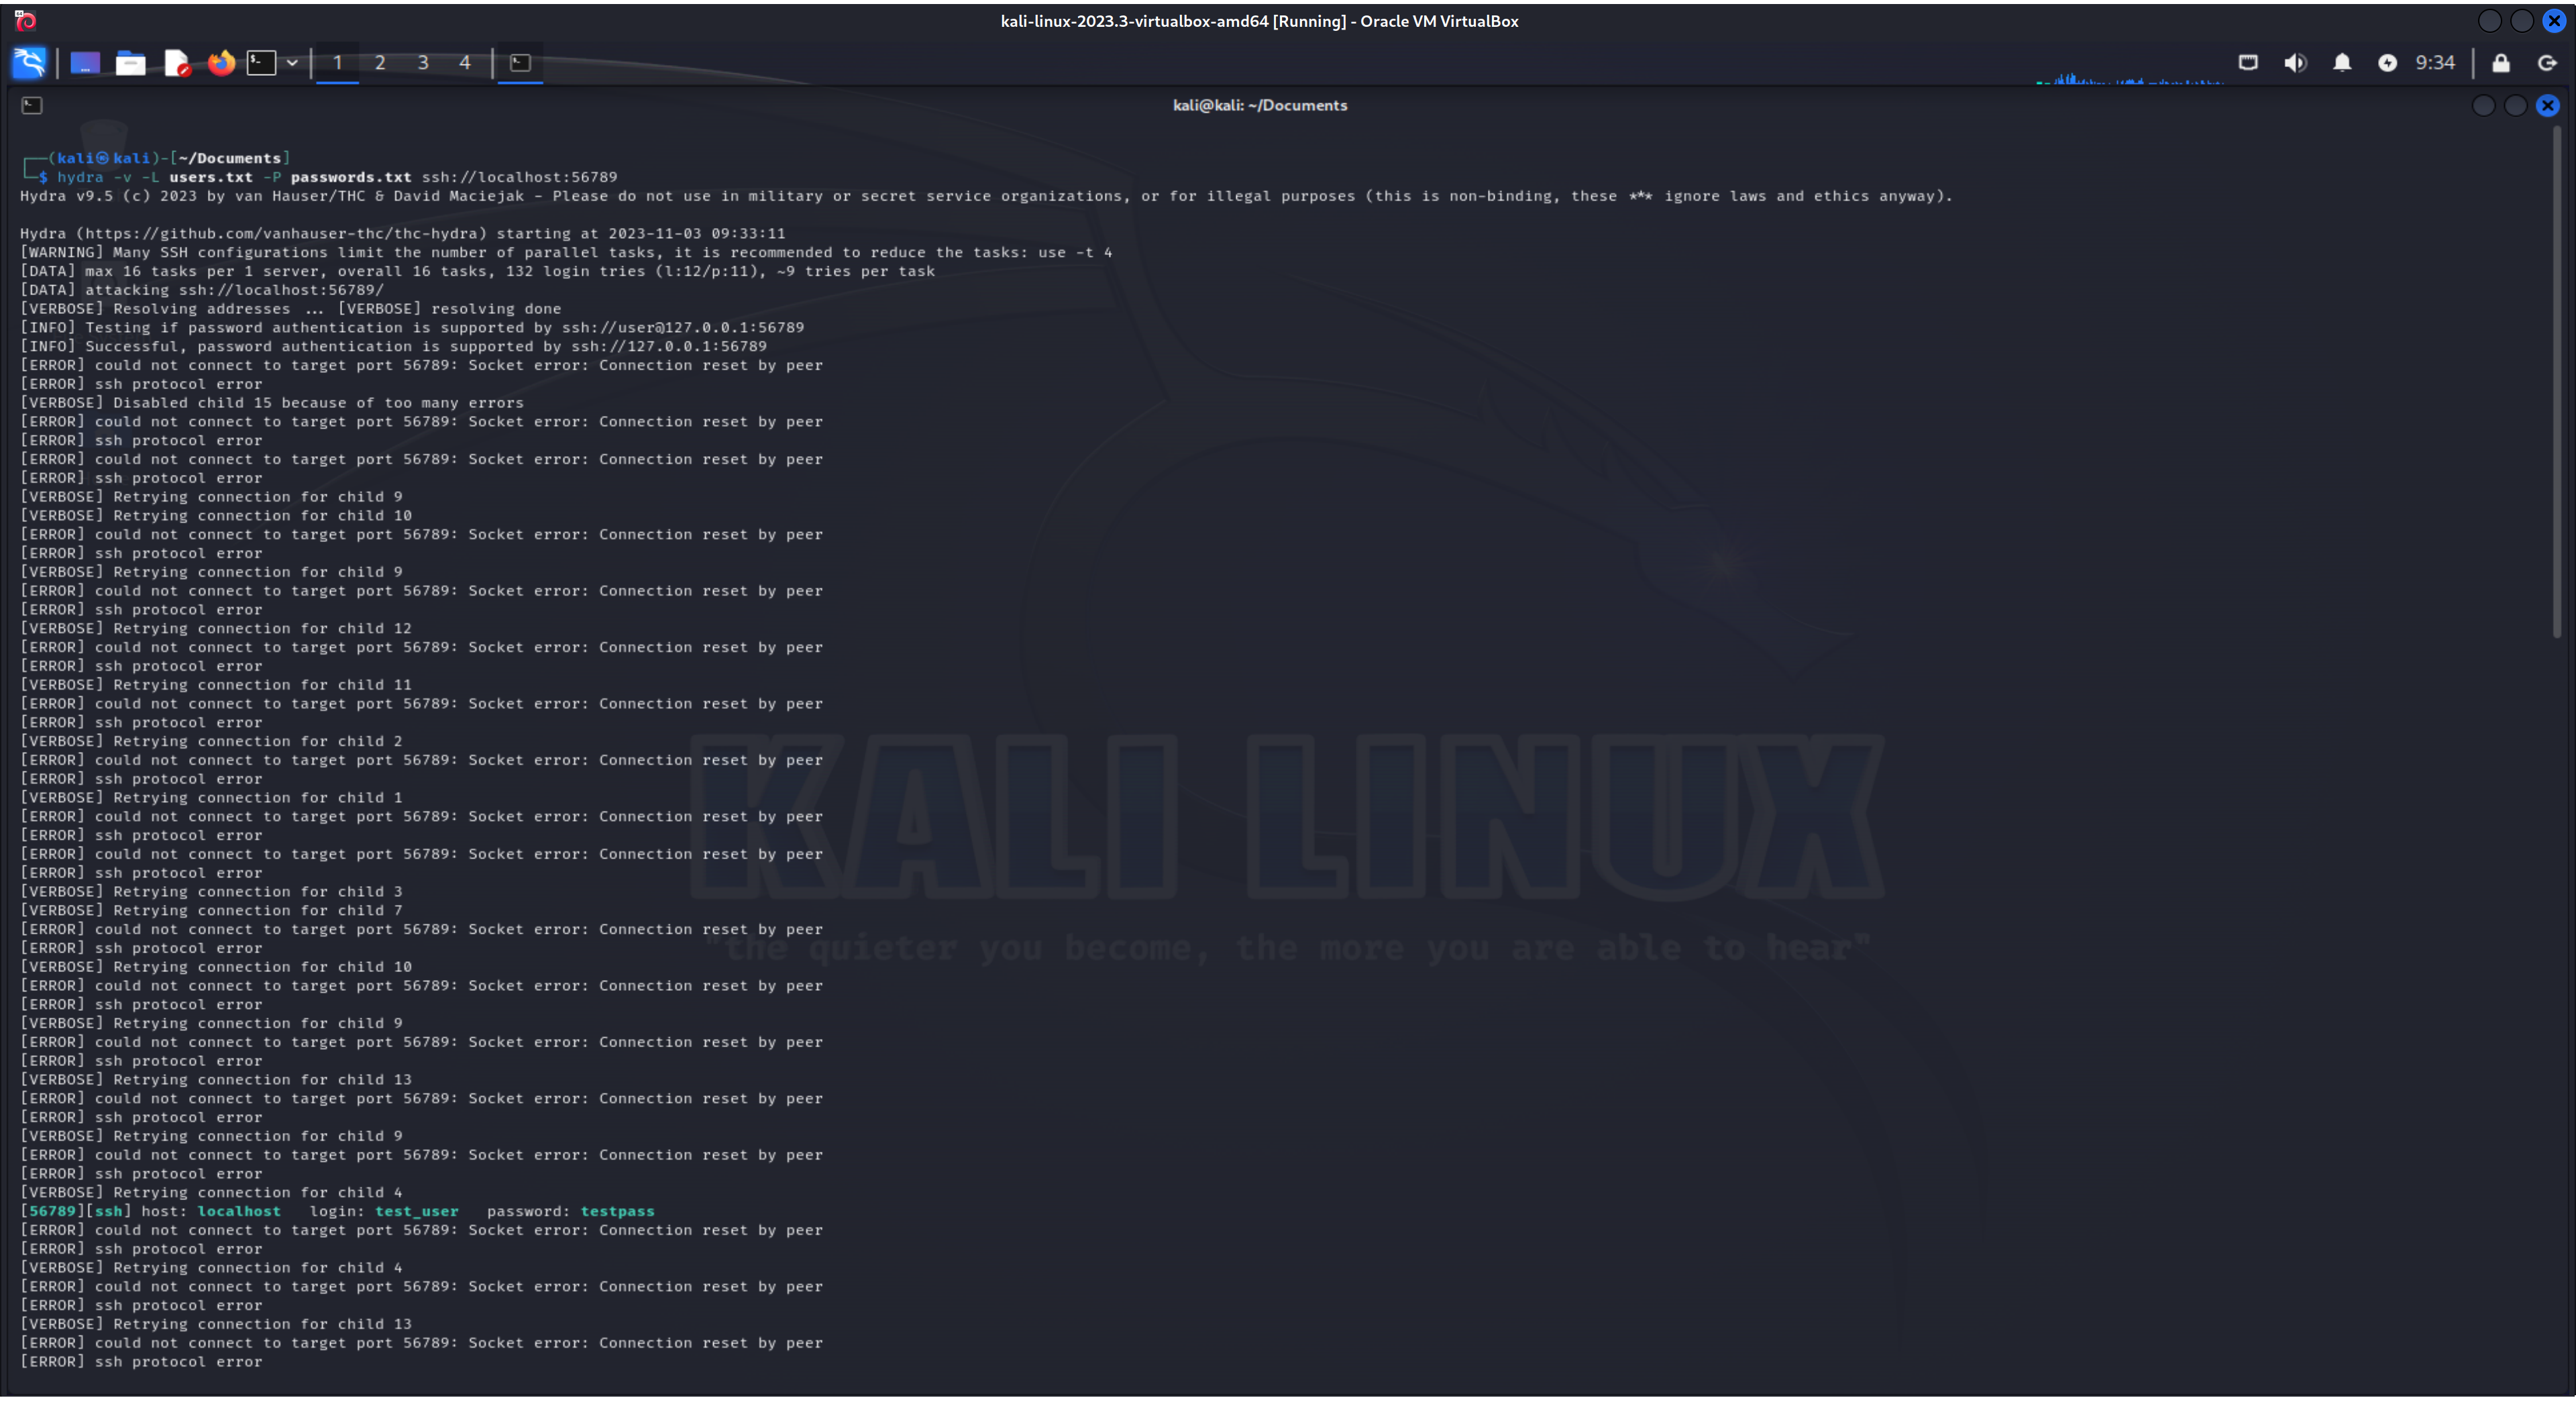 kali-linux-2023.3-virtualbox-amd64 [Running] - Oracle VM VirtualBox
1 2 3 4
9:34
kali@kali: ~/Documents
┌──(kali㉿kali)-[~/Documents]
└─$ hydra -v -L users.txt -P passwords.txt ssh://localhost:56789
Hydra v9.5 (c) 2023 by van Hauser/THC & David Maciejak - Please do not use in military or secret service organizations, or for illegal purposes (this is non-binding, these *** ignore laws and ethics anyway).
Hydra (https://github.com/vanhauser-thc/thc-hydra) starting at 2023-11-03 09:33:11
[WARNING] Many SSH configurations limit the number of parallel tasks, it is recommended to reduce the tasks: use -t 4
[DATA] max 16 tasks per 1 server, overall 16 tasks, 132 login tries (l:12/p:11), ~9 tries per task
[DATA] attacking ssh://localhost:56789/
[VERBOSE] Resolving addresses ... [VERBOSE] resolving done
[INFO] Testing if password authentication is supported by ssh://user@127.0.0.1:56789
[INFO] Successful, password authentication is supported by ssh://127.0.0.1:56789
[ERROR] could not connect to target port 56789: Socket error: Connection reset by peer
[ERROR] ssh protocol error
[VERBOSE] Disabled child 15 because of too many errors
[ERROR] could not connect to target port 56789: Socket error: Connection reset by peer
[ERROR] ssh protocol error
[ERROR] could not connect to target port 56789: Socket error: Connection reset by peer
[ERROR] ssh protocol error
[VERBOSE] Retrying connection for child 9
[VERBOSE] Retrying connection for child 10
[ERROR] could not connect to target port 56789: Socket error: Connection reset by peer
[ERROR] ssh protocol error
[VERBOSE] Retrying connection for child 9
[ERROR] could not connect to target port 56789: Socket error: Connection reset by peer
[ERROR] ssh protocol error
[VERBOSE] Retrying connection for child 12
[ERROR] could not connect to target port 56789: Socket error: Connection reset by peer
[ERROR] ssh protocol error
[VERBOSE] Retrying connection for child 11
[ERROR] could not connect to target port 56789: Socket error: Connection reset by peer
[ERROR] ssh protocol error
[VERBOSE] Retrying connection for child 2
[ERROR] could not connect to target port 56789: Socket error: Connection reset by peer
[ERROR] ssh protocol error
[VERBOSE] Retrying connection for child 1
[ERROR] could not connect to target port 56789: Socket error: Connection reset by peer
[ERROR] ssh protocol error
[ERROR] could not connect to target port 56789: Socket error: Connection reset by peer
[ERROR] ssh protocol error
[VERBOSE] Retrying connection for child 3
[VERBOSE] Retrying connection for child 7
[ERROR] could not connect to target port 56789: Socket error: Connection reset by peer
[ERROR] ssh protocol error
[VERBOSE] Retrying connection for child 10
[ERROR] could not connect to target port 56789: Socket error: Connection reset by peer
[ERROR] ssh protocol error
[VERBOSE] Retrying connection for child 9
[ERROR] could not connect to target port 56789: Socket error: Connection reset by peer
[ERROR] ssh protocol error
[VERBOSE] Retrying connection for child 13
[ERROR] could not connect to target port 56789: Socket error: Connection reset by peer
[ERROR] ssh protocol error
[VERBOSE] Retrying connection for child 9
[ERROR] could not connect to target port 56789: Socket error: Connection reset by peer
[ERROR] ssh protocol error
[VERBOSE] Retrying connection for child 4
[56789][ssh] host: localhost login: test_user password: testpass
[ERROR] could not connect to target port 56789: Socket error: Connection reset by peer
[ERROR] ssh protocol error
[VERBOSE] Retrying connection for child 4
[ERROR] could not connect to target port 56789: Socket error: Connection reset by peer
[ERROR] ssh protocol error
[VERBOSE] Retrying connection for child 13
[ERROR] could not connect to target port 56789: Socket error: Connection reset by peer
[ERROR] ssh protocol error
KALI LINUX
"the quieter you become, the more you are able to hear"